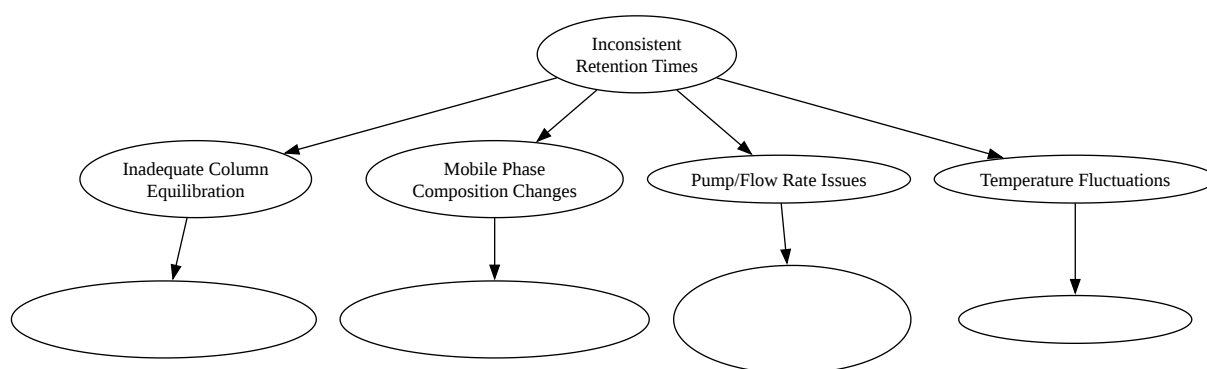 Inconsistent
Retention Times
Inadequate Column
Equilibration
Mobile Phase
Composition Changes
Pump/Flow Rate Issues
Temperature Fluctuations